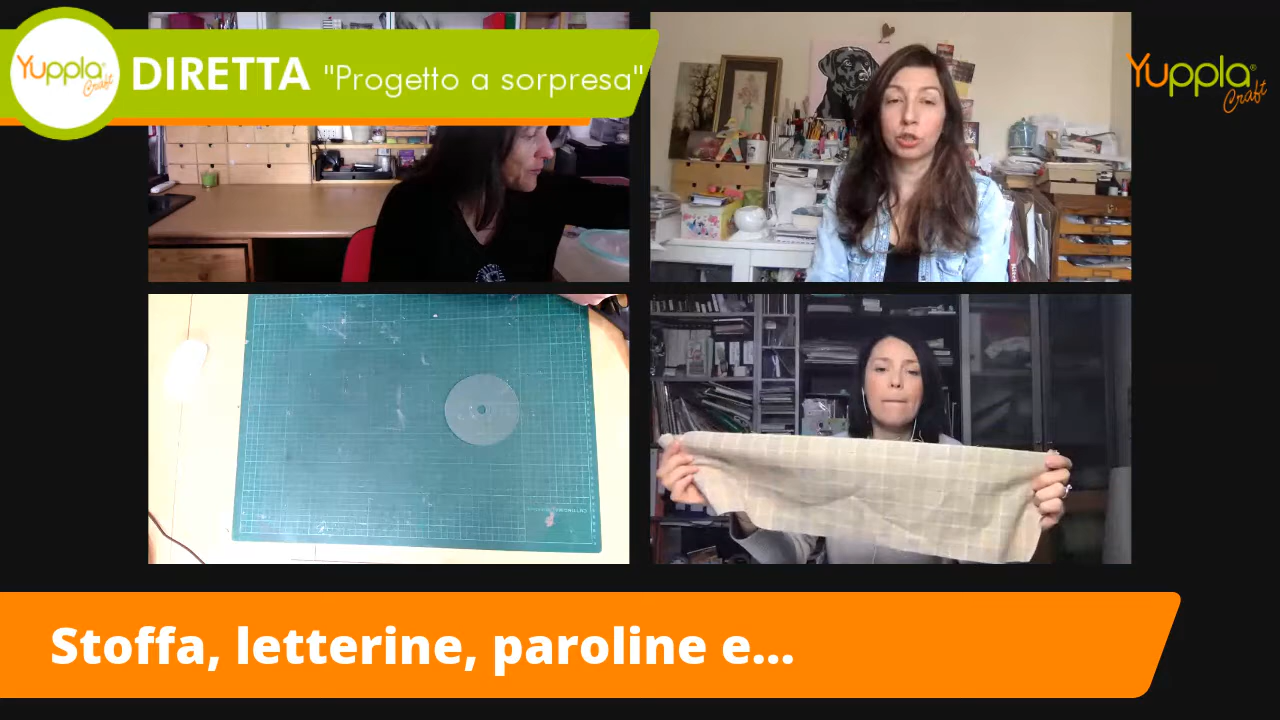 Yuppla® Craft
DIRETTA "Progetto a sorpresa"
Yuppla® Craft
Stoffa, letterine, paroline e...